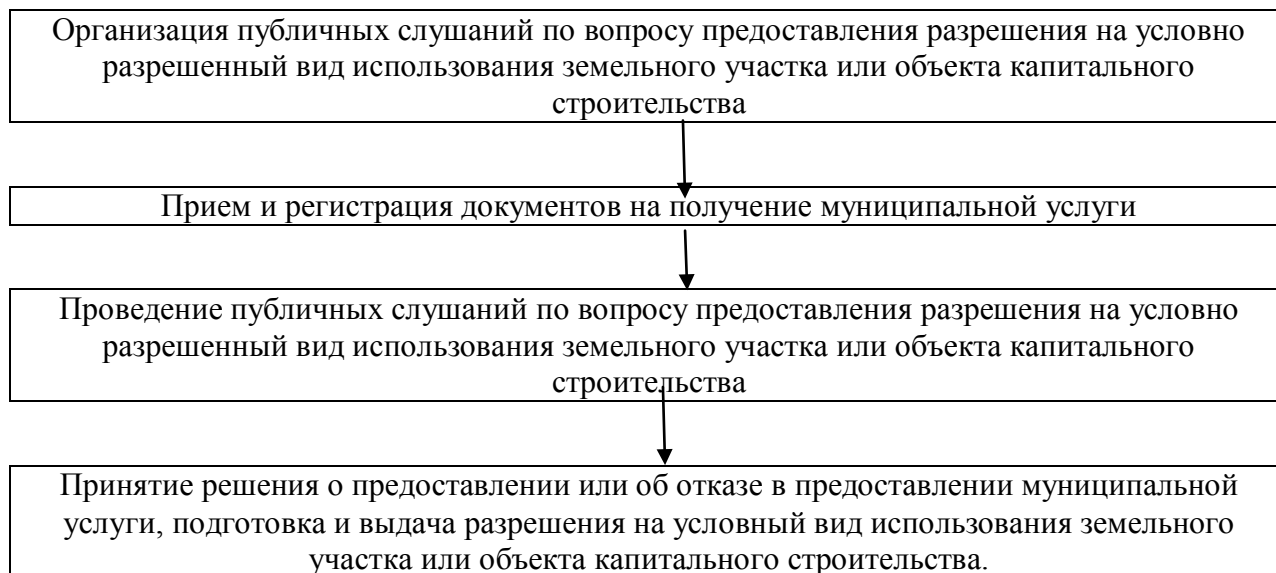 Организация публичных слушаний по вопросу предоставления разрешения на условно
разрешенный вид использования земельного участка или объекта капитального
строительства
Прием и регистрация документов на получение муниципальной услуги
Проведение публичных слушаний по вопросу предоставления разрешения на условно
разрешенный вид использования земельного участка или объекта капитального
строительства
Принятие решения о предоставлении или об отказе в предоставлении муниципальной
услуги, подготовка и выдача разрешения на условный вид использования земельного
участка или объекта капитального строительства.